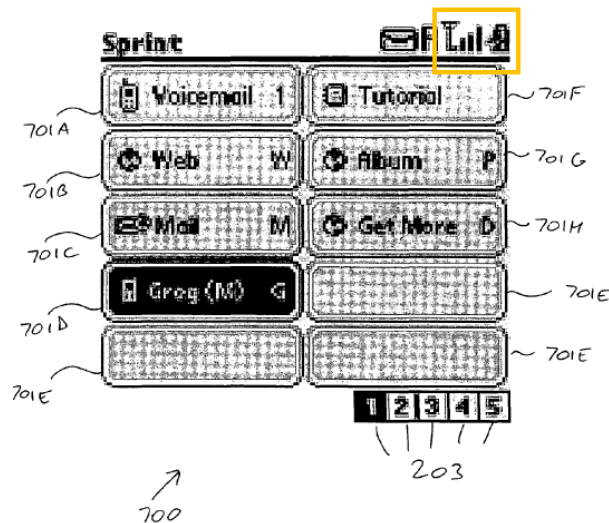 Sprint
Voicemail 1
Tutorial
701A
701F
Web W
Album P
701B
701G
Mail M
Get More D
701C
701H
Greg (M) G
701D
701E
701E
701E
1 2 3 4 5
203
700